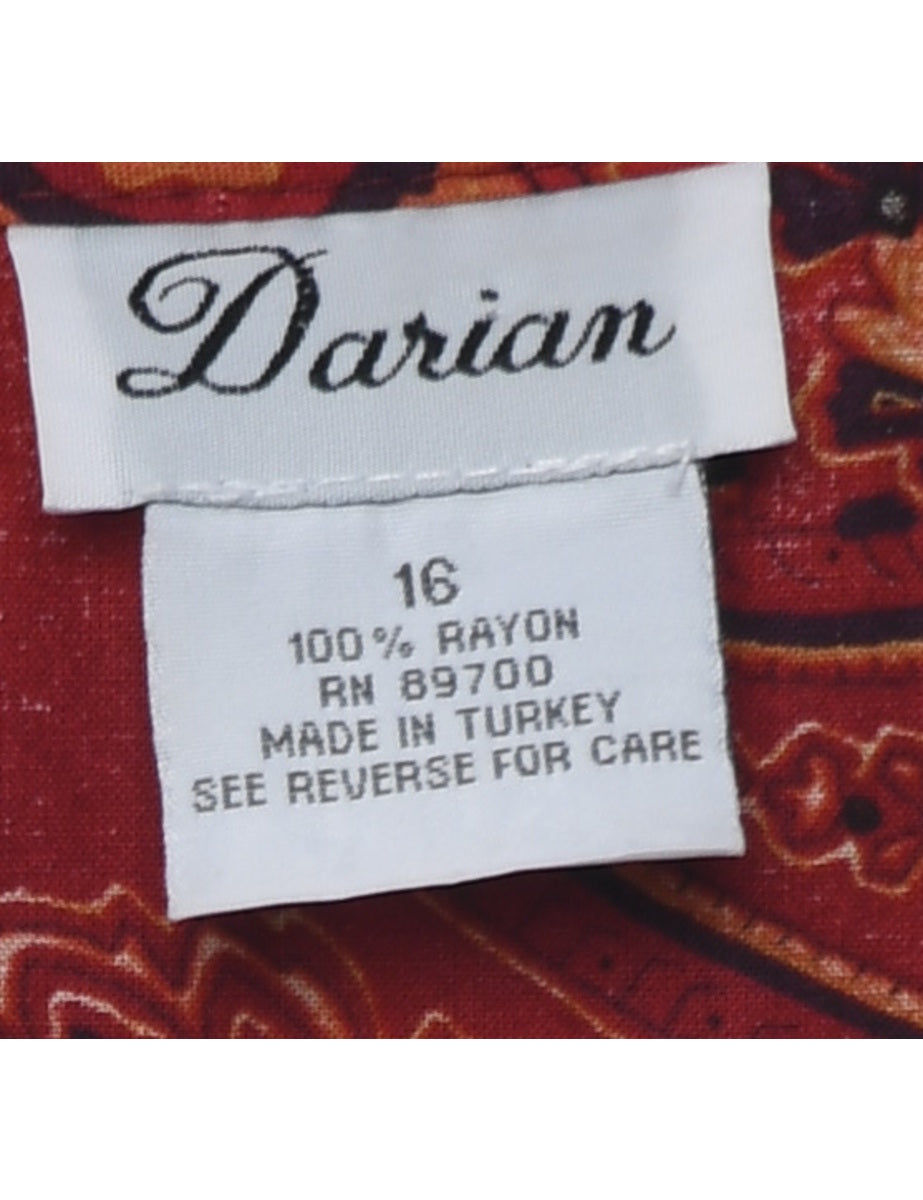 Darian
16
100% RAYON
RN 89700
MADE IN TURKEY
SEE REVERSE FOR CARE